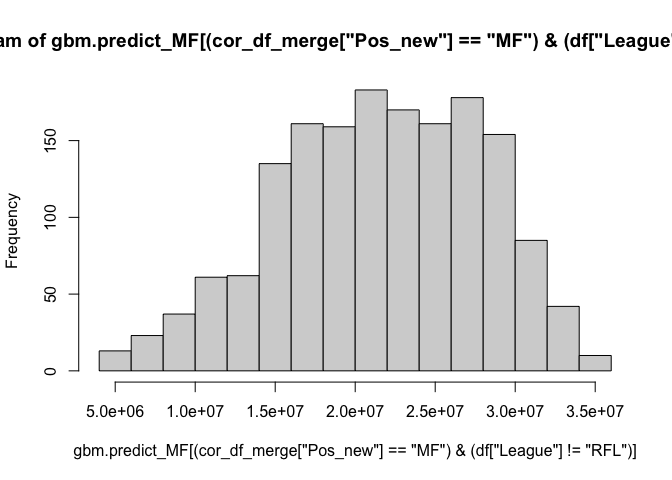 am of gbm.predict_MF[(cor_df_merge["Pos_new"] == "MF") & (df["League"
Frequency
150
100
50
0
5.0e+06 1.0e+07 1.5e+07 2.0e+07 2.5e+07 3.0e+07 3.5e+07
gbm.predict_MF[(cor_df_merge["Pos_new"] == "MF") & (df["League"] != "RFL")]